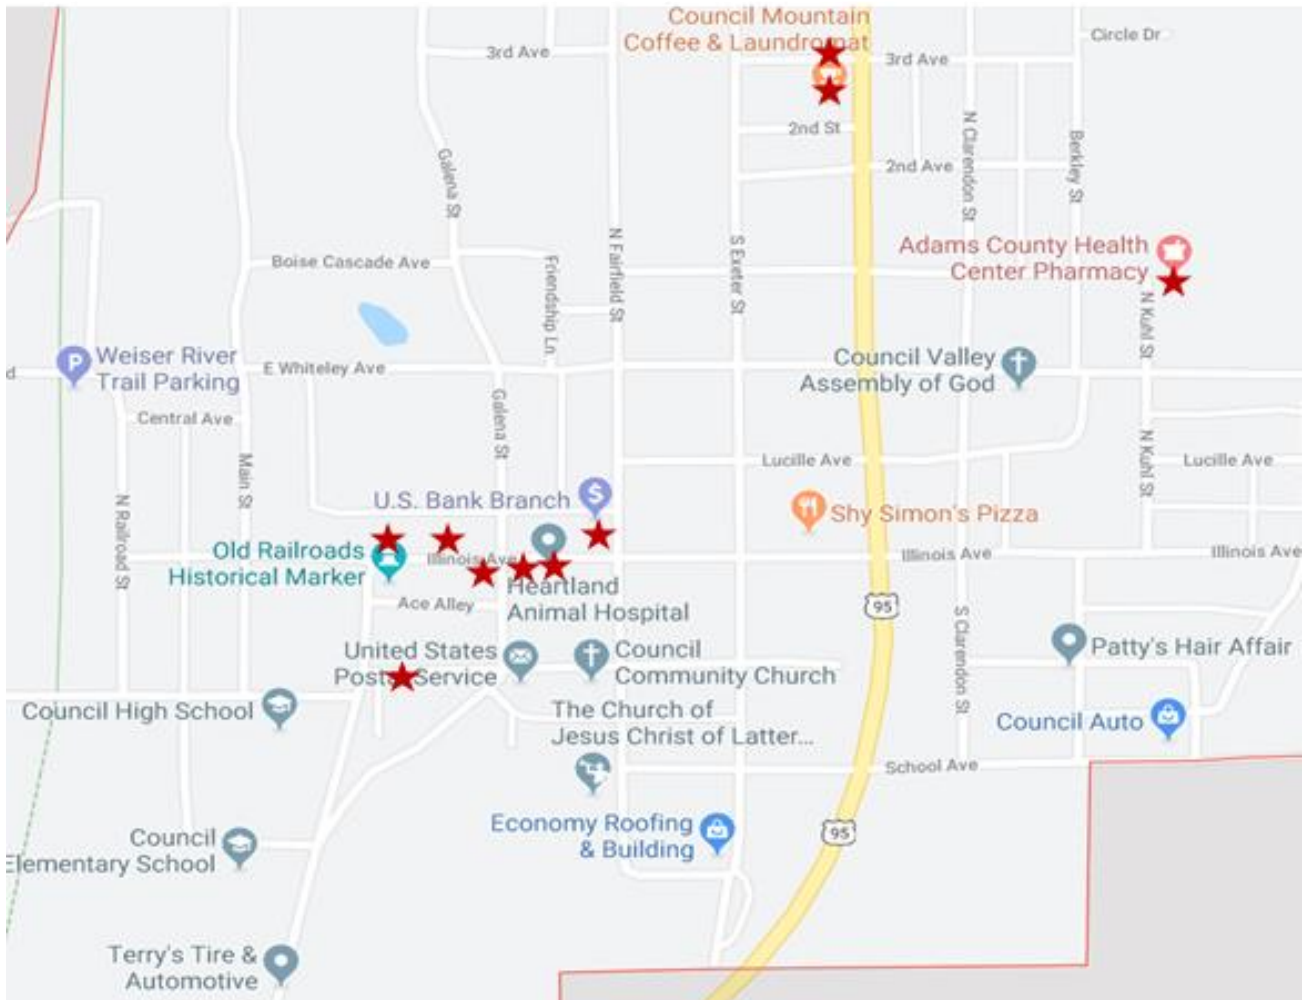 Council Mountain
Coffee & Laundromat
Circle Dr
3rd Ave
3rd Ave
2nd St
N Clarendon St
Berkley St
Galena St
2nd Ave
N Fairfield St
S Exeter St
Adams County Health
Center Pharmacy
Boise Cascade Ave
Friendship Ln
N Kuhl St
Weiser River
Trail Parking
P
d
E Whiteley Ave
Council Valley
Assembly of God
Central Ave
Galena St
Main St
N Kuhl St
Lucille Ave
Lucille Ave
U.S. Bank Branch
$
Shy Simon's Pizza
N Railroad St
Old Railroads
Historical Marker
Illinois Ave
Illinois Ave
Illinois Ave
Heartland
Animal Hospital
Ace Alley
95
S Clarendon St
United States
Postal Service
Council
Community Church
Patty's Hair Affair
Council High School
The Church of
Jesus Christ of Latter...
Council Auto
School Ave
Economy Roofing
& Building
95
Council
Elementary School
Terry's Tire &
Automotive